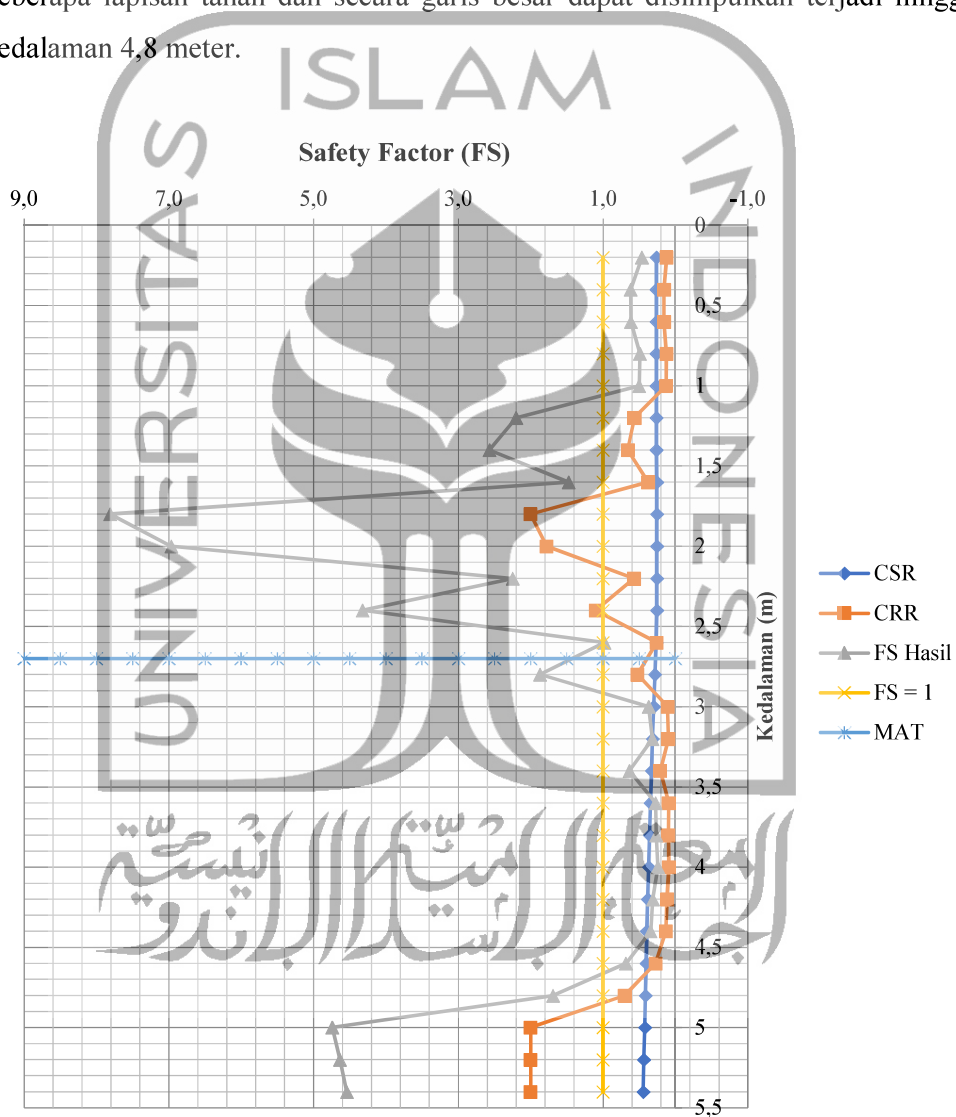 kedalaman 4,8 meter.
ISLAM
UNIVERSITAS
INDONESIA
Safety Factor (FS)
9,0 7,0 5,0 3,0 1,0 -1,0
0
0,5
1
1,5
2
2,5
3
3,5
4
4,5
5
5,5
Kedalaman (m)
CSR
CRR
FS Hasil
FS = 1
MAT